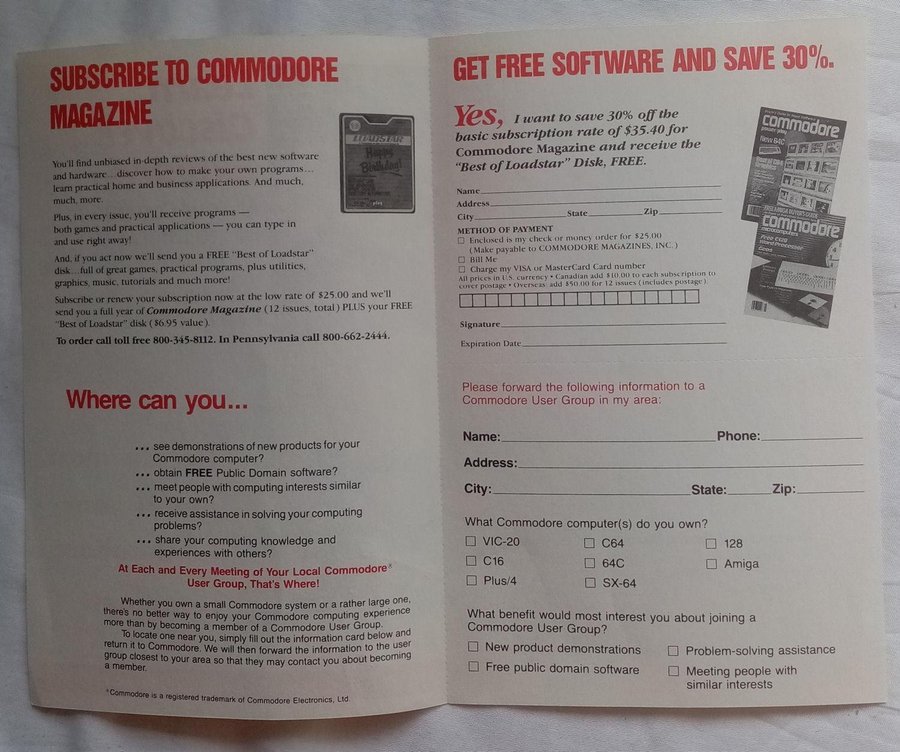 SUBSCRIBE TO COMMODORE
MAGAZINE
LOADSTAR
Happy
Birthday!
You'll find unbiased in-depth reviews of the best new software
and hardware... discover how to make your own programs...
learn practical home and business applications. And much,
much, more.
Plus, in every issue, you'll receive programs —
both games and practical applications — you can type in
and use right away!
And, if you act now we'll send you a FREE "Best of Loadstar"
disk...full of great games, practical programs, plus utilities,
graphics, music, tutorials and much more!
Subscribe or renew your subscription now at the low rate of $25.00 and we'll
send you a full year of Commodore Magazine (12 issues, total) PLUS your FREE
"Best of Loadstar" disk ($6.95 value).
To order call toll free 800-345-8112. In Pennsylvania call 800-662-2444.
Where can you...
... see demonstrations of new products for your
Commodore computer?
... obtain FREE Public Domain software?
... meet people with computing interests similar
to your own?
... receive assistance in solving your computing
problems?
... share your computing knowledge and
experiences with others?
At Each and Every Meeting of Your Local Commodore®
User Group, That's Where!
Whether you own a small Commodore system or a rather large one,
there's no better way to enjoy your Commodore computing experience
more than by becoming a member of a Commodore User Group.
To locate one near you, simply fill out the information card below and
return it to Commodore. We will then forward the information to the user
group closest to your area so that they may contact you about becoming
a member.
®Commodore is a registered trademark of Commodore Electronics, Ltd.
GET FREE SOFTWARE AND SAVE 30%.
Yes, I want to save 30% off the
basic subscription rate of $35.40 for
Commodore Magazine and receive the
"Best of Loadstar" Disk, FREE.
Name
Address
City State Zip
METHOD OF PAYMENT
Enclosed is my check or money order for $25.00
(Make payable to COMMODORE MAGAZINES, INC.)
Bill Me
Charge my VISA or MasterCard Card number
All prices in U.S. currency • Canadian add $10.00 to each subscription to
cover postage • Overseas: add $50.00 for 12 issues (includes postage).
Signature
Expiration Date
commodore
commodore
microcomputers
Please forward the following information to a
Commodore User Group in my area:
Name: Phone:
Address:
City: State: Zip:
What Commodore computer(s) do you own?
VIC-20 C64 128
C16 64C Amiga
Plus/4 SX-64
What benefit would most interest you about joining a
Commodore User Group?
New product demonstrations Problem-solving assistance
Free public domain software Meeting people with
similar interests